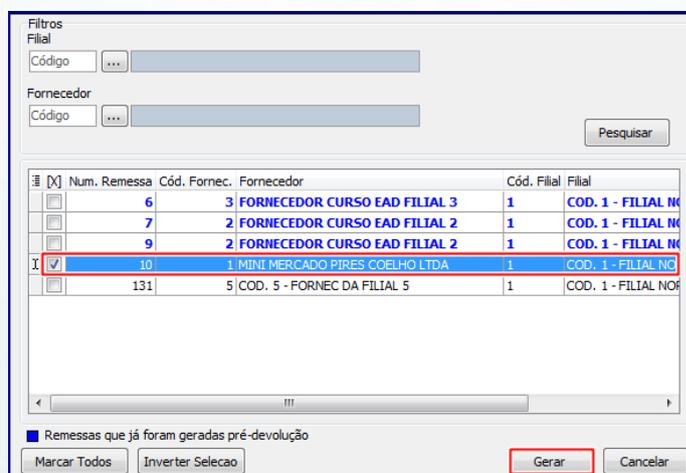 Filtros
Filial
Código ...
Fornecedor
Código ...
Pesquisar
[X] Num. Remessa Cód. Fornec. Fornecedor Cód. Filial Filial
6 3 FORNECEDOR CURSO EAD FILIAL 3 1 COD. 1 - FILIAL NO
7 2 FORNECEDOR CURSO EAD FILIAL 2 1 COD. 1 - FILIAL NO
9 2 FORNECEDOR CURSO EAD FILIAL 2 1 COD. 1 - FILIAL NO
10 1 MINI MERCADO PIRES COELHO LTDA 1 COD. 1 - FILIAL NO
131 5 COD. 5 - FORNEC DA FILIAL 5 1 COD. 1 - FILIAL NOR
Remessas que já foram geradas pré-devolução
Marcar Todos Inverter Selecao Gerar Cancelar